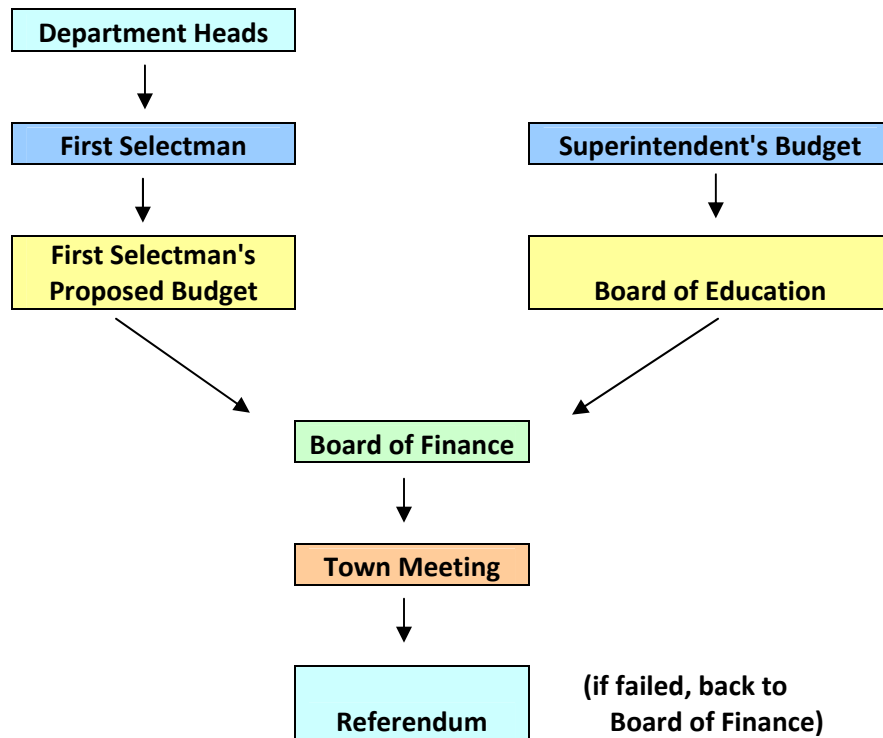 Department Heads
First Selectman
Superintendent's Budget
First Selectman's
Proposed Budget
Board of Education
Board of Finance
Town Meeting
Referendum
(if failed, back to
Board of Finance)